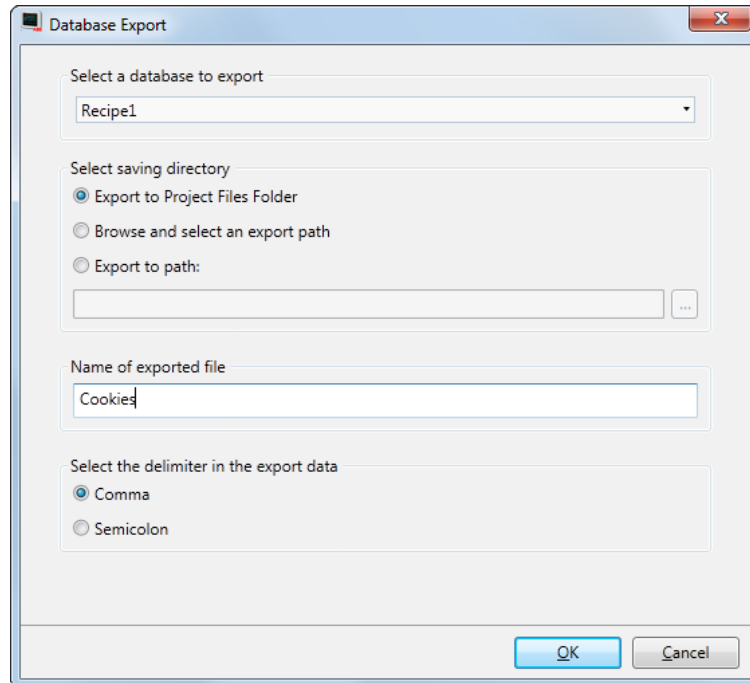 Database Export
Select a database to export
Recipe1
Select saving directory
Export to Project Files Folder
Browse and select an export path
Export to path:
...
Name of exported file
Cookies
Select the delimiter in the export data
Comma
Semicolon
OK Cancel